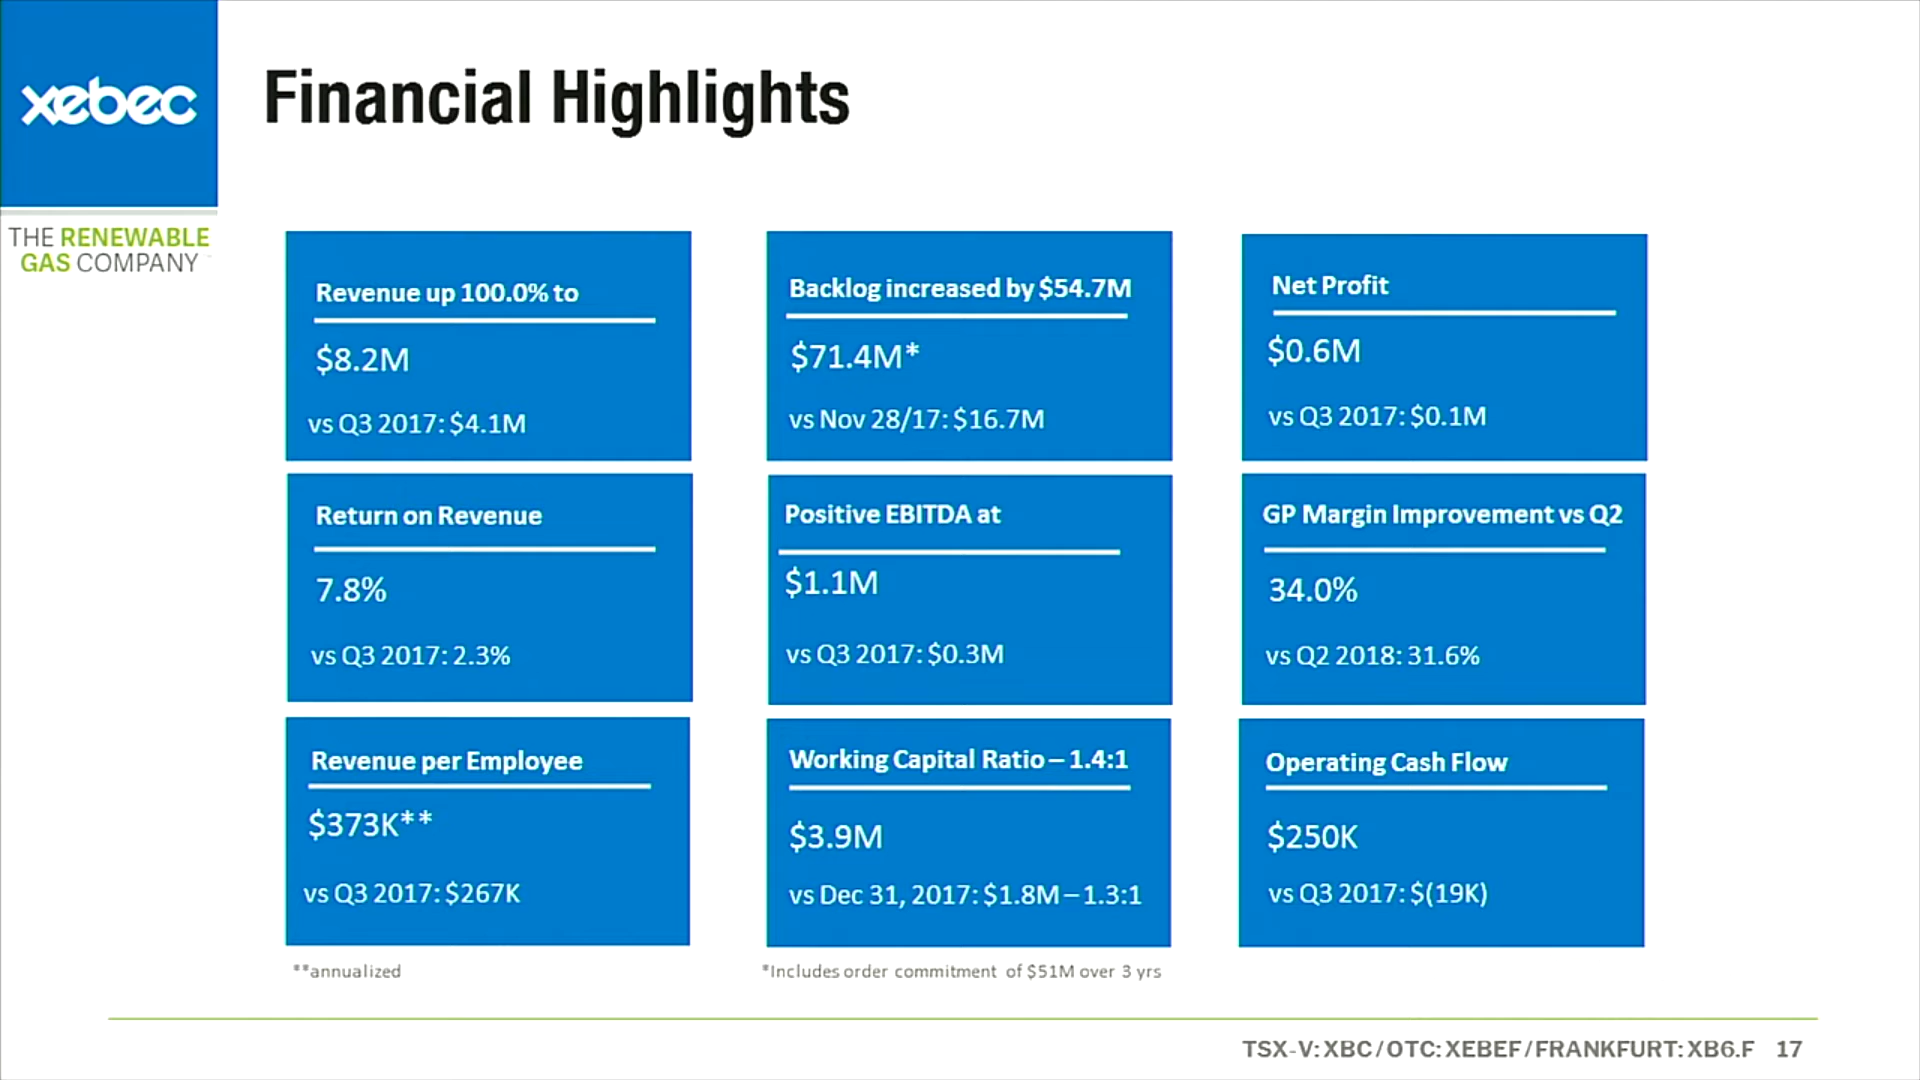 xebec
THE RENEWABLE
GAS COMPANY
Financial Highlights
Revenue up 100.0% to
$8.2M
vs Q3 2017: $4.1M
Backlog increased by $54.7M
$71.4M*
vs Nov 28/17: $16.7M
Net Profit
$0.6M
vs Q3 2017: $0.1M
Return on Revenue
7.8%
vs Q3 2017: 2.3%
Positive EBITDA at
$1.1M
vs Q3 2017: $0.3M
GP Margin Improvement vs Q2
34.0%
vs Q2 2018: 31.6%
Revenue per Employee
$373K**
vs Q3 2017: $267K
Working Capital Ratio – 1.4:1
$3.9M
vs Dec 31, 2017: $1.8M – 1.3:1
Operating Cash Flow
$250K
vs Q3 2017: $(19K)
**annualized
*Includes order commitment of $51M over 3 yrs
TSX-V: XBC / OTC: XEBEF / FRANKFURT: XB6.F 17